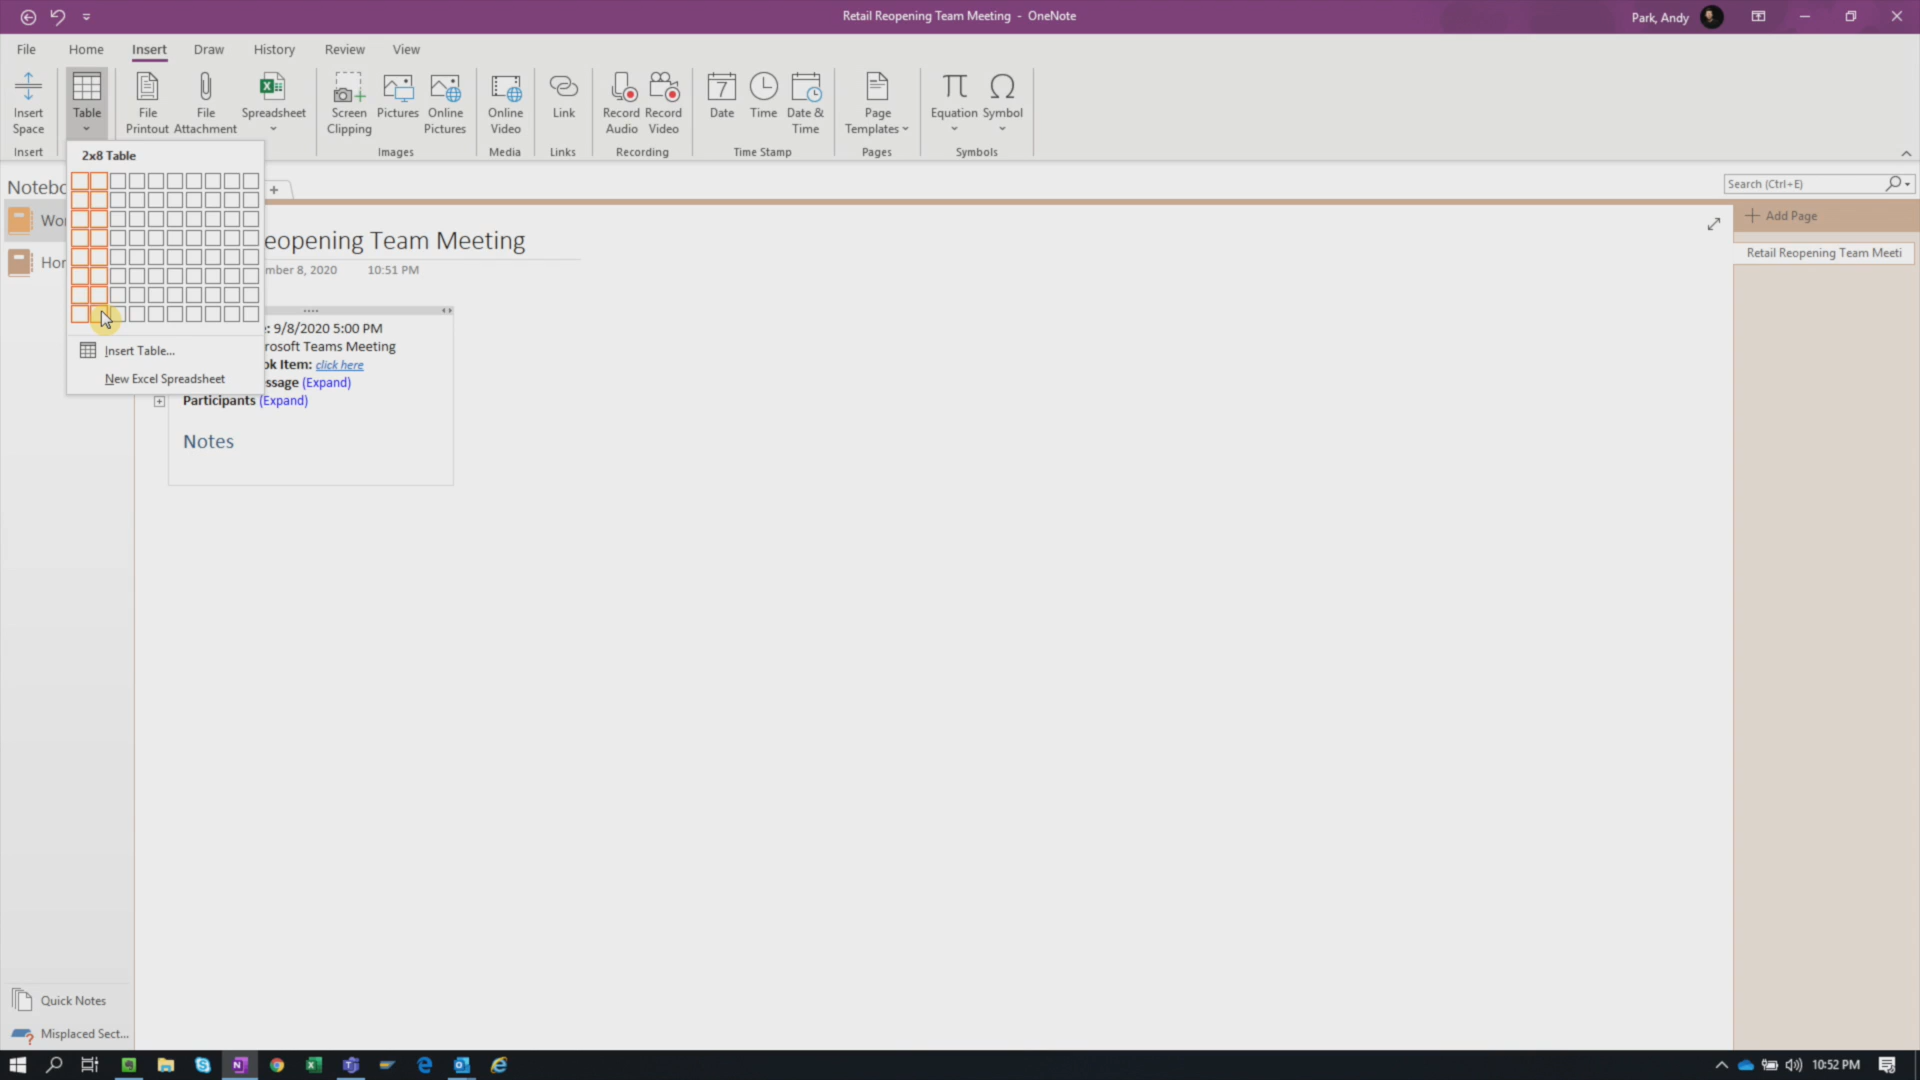 Retail Reopening Team Meeting - OneNote
Park, Andy
File Home Insert Draw History Review View
Insert Space
Table
File Printout
File Attachment
Spreadsheet
Screen Clipping
Pictures
Online Pictures
Online Video
Link
Record Audio
Record Video
Date
Time
Date & Time
Page Templates
Equation
Symbol
Insert
Images
Media
Links
Recording
Time Stamp
Pages
Symbols
2x8 Table
Insert Table...
New Excel Spreadsheet
Notebo
Wor
Hor
+
Search (Ctrl+E)
Add Page
Retail Reopening Team Meeti
eopening Team Meeting
mber 8, 2020 10:51 PM
e: 9/8/2020 5:00 PM
rosoft Teams Meeting
ok Item: click here
ssage (Expand)
Participants (Expand)
Notes
Quick Notes
Misplaced Sect...
10:52 PM